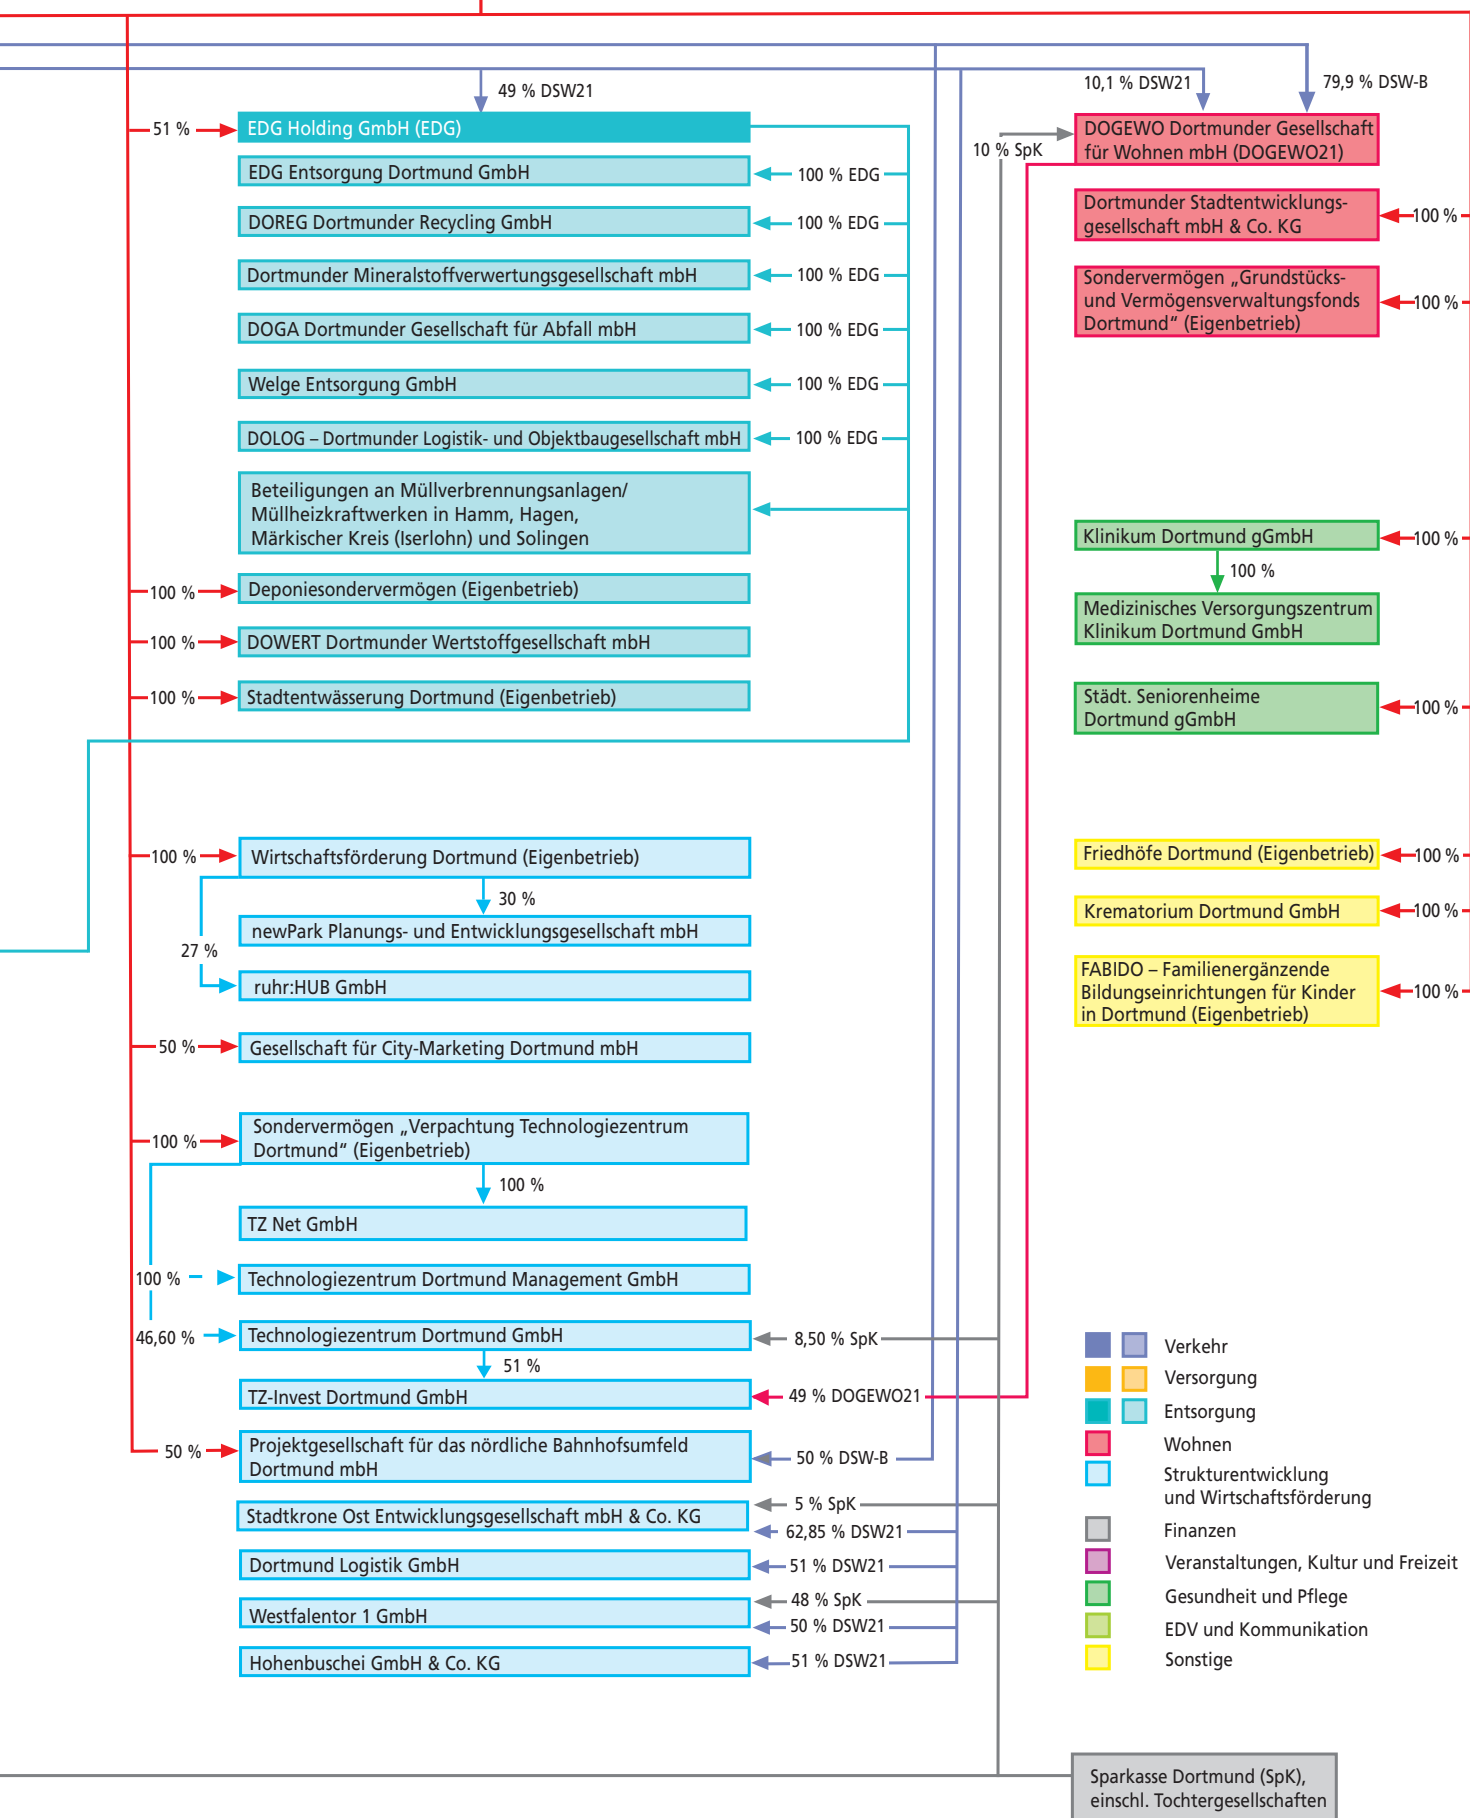 49 % DSW21
10,1 % DSW21
79,9 % DSW-B
51 %
EDG Holding GmbH (EDG)
EDG Entsorgung Dortmund GmbH
100 % EDG
DOREG Dortmunder Recycling GmbH
100 % EDG
Dortmunder Mineralstoffverwertungsgesellschaft mbH
100 % EDG
DOGA Dortmunder Gesellschaft für Abfall mbH
100 % EDG
Welge Entsorgung GmbH
100 % EDG
DOLOG – Dortmunder Logistik- und Objektbaugesellschaft mbH
100 % EDG
Beteiligungen an Müllverbrennungsanlagen/
Müllheizkraftwerken in Hamm, Hagen,
Märkischer Kreis (Iserlohn) und Solingen
100 %
Deponiesondervermögen (Eigenbetrieb)
100 %
DOWERT Dortmunder Wertstoffgesellschaft mbH
100 %
Stadtentwässerung Dortmund (Eigenbetrieb)
100 %
Wirtschaftsförderung Dortmund (Eigenbetrieb)
30 %
newPark Planungs- und Entwicklungsgesellschaft mbH
27 %
ruhr:HUB GmbH
50 %
Gesellschaft für City-Marketing Dortmund mbH
100 %
Sondervermögen „Verpachtung Technologiezentrum
Dortmund“ (Eigenbetrieb)
100 %
TZ Net GmbH
100 %
Technologiezentrum Dortmund Management GmbH
46,60 %
Technologiezentrum Dortmund GmbH
8,50 % SpK
51 %
TZ-Invest Dortmund GmbH
49 % DOGEWO21
50 %
Projektgesellschaft für das nördliche Bahnhofsumfeld
Dortmund mbH
50 % DSW-B
Stadtkrone Ost Entwicklungsgesellschaft mbH & Co. KG
5 % SpK
62,85 % DSW21
Dortmund Logistik GmbH
51 % DSW21
Westfalentor 1 GmbH
48 % SpK
50 % DSW21
Hohenbuschei GmbH & Co. KG
51 % DSW21
10 % SpK
DOGEWO Dortmunder Gesellschaft
für Wohnen mbH (DOGEWO21)
Dortmunder Stadtentwicklungs-
gesellschaft mbH & Co. KG
100 %
Sondervermögen „Grundstücks-
und Vermögensverwaltungsfonds
Dortmund“ (Eigenbetrieb)
100 %
Klinikum Dortmund gGmbH
100 %
100 %
Medizinisches Versorgungszentrum
Klinikum Dortmund GmbH
Städt. Seniorenheime
Dortmund gGmbH
100 %
Friedhöfe Dortmund (Eigenbetrieb)
100 %
Krematorium Dortmund GmbH
100 %
FABIDO – Familienergänzende
Bildungseinrichtungen für Kinder
in Dortmund (Eigenbetrieb)
100 %
Verkehr
Versorgung
Entsorgung
Wohnen
Strukturentwicklung
und Wirtschaftsförderung
Finanzen
Veranstaltungen, Kultur und Freizeit
Gesundheit und Pflege
EDV und Kommunikation
Sonstige
Sparkasse Dortmund (SpK),
einschl. Tochtergesellschaften